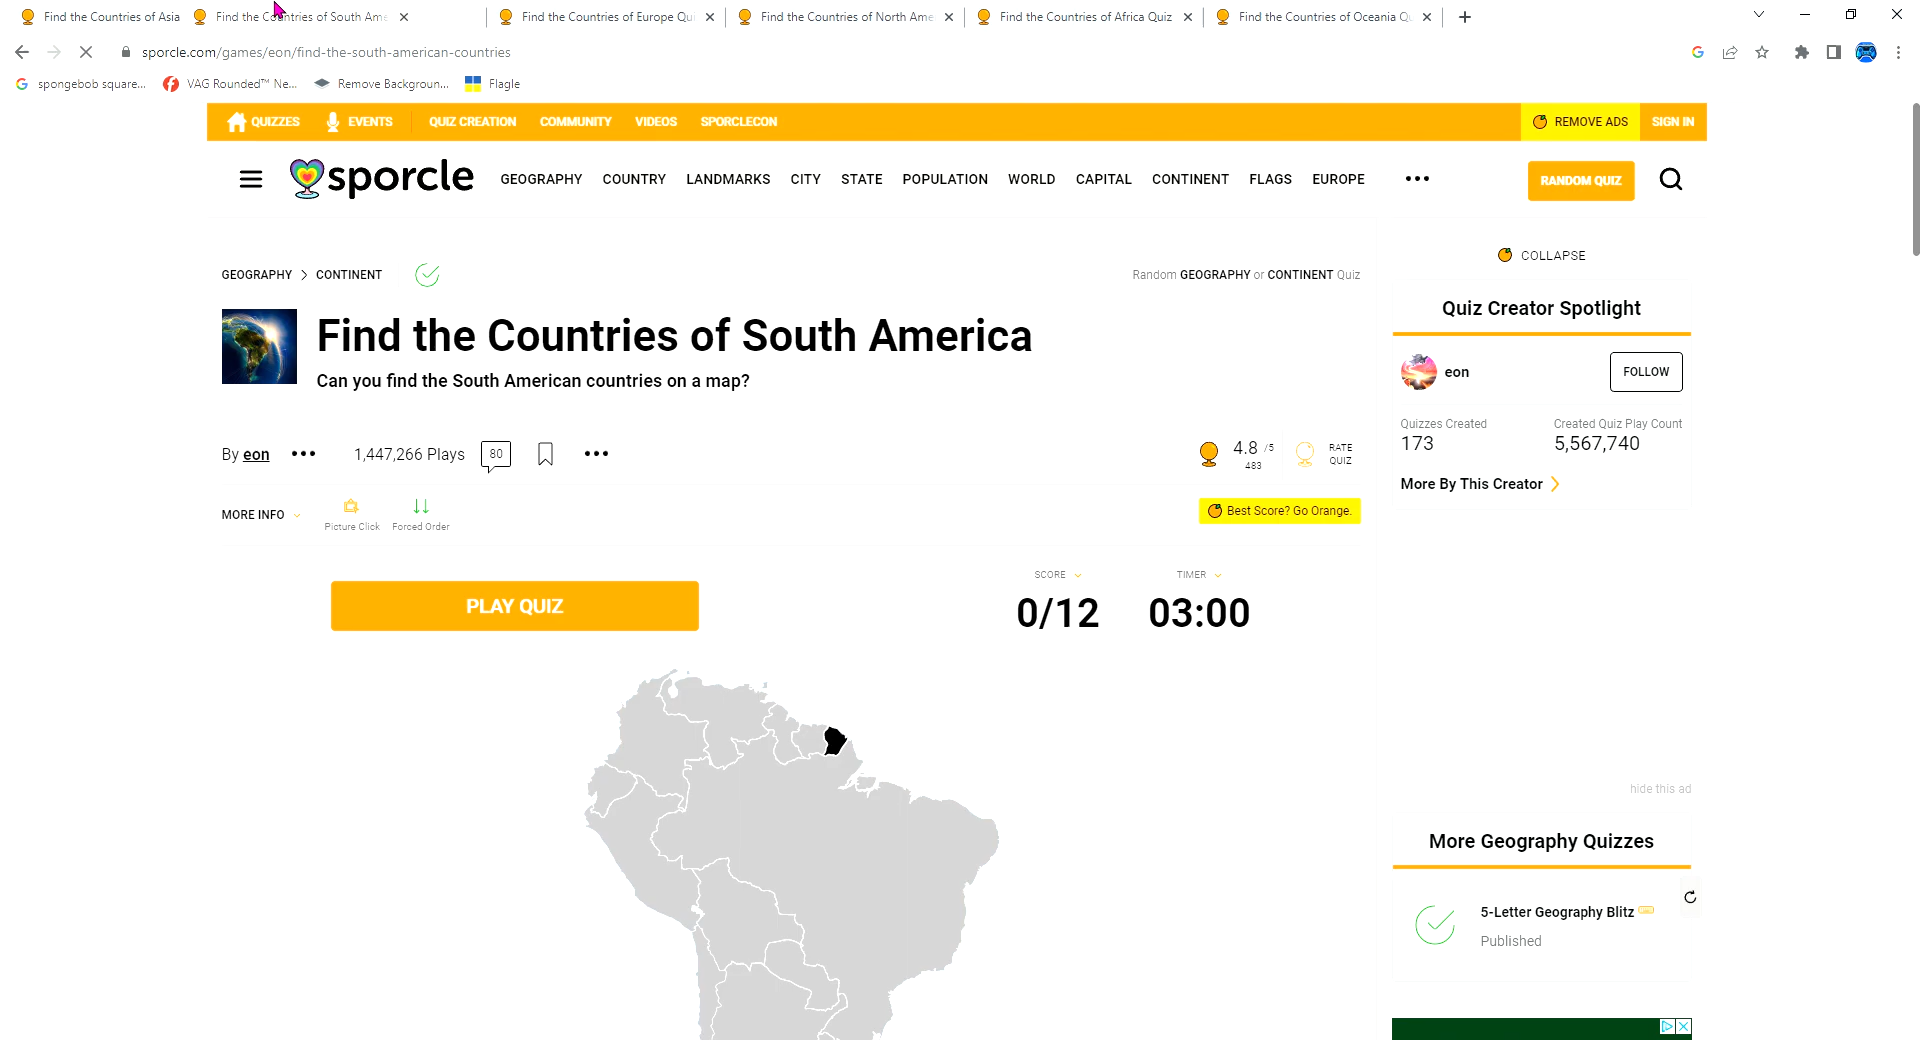 Find the Countries of Asia
Find the Countries of South Ame
Find the Countries of Europe Qui
Find the Countries of North Ame
Find the Countries of Africa Quiz
Find the Countries of Oceania Qu
sporcle.com/games/eon/find-the-south-american-countries
spongebob square...
VAG Rounded™ Ne...
Remove Backgroun...
Flagle
QUIZZES
EVENTS
QUIZ CREATION
COMMUNITY
VIDEOS
SPORCLECON
REMOVE ADS
SIGN IN
sporcle
GEOGRAPHY
COUNTRY
LANDMARKS
CITY
STATE
POPULATION
WORLD
CAPITAL
CONTINENT
FLAGS
EUROPE
RANDOM QUIZ
GEOGRAPHY > CONTINENT
Random GEOGRAPHY or CONTINENT Quiz
Find the Countries of South America
Can you find the South American countries on a map?
By eon
1,447,266 Plays
80
4.8 /5
483
RATE
QUIZ
MORE INFO
Picture Click
Forced Order
Best Score? Go Orange.
PLAY QUIZ
SCORE
0/12
TIMER
03:00
COLLAPSE
Quiz Creator Spotlight
eon
FOLLOW
Quizzes Created
173
Created Quiz Play Count
5,567,740
More By This Creator
hide this ad
More Geography Quizzes
5-Letter Geography Blitz
Published